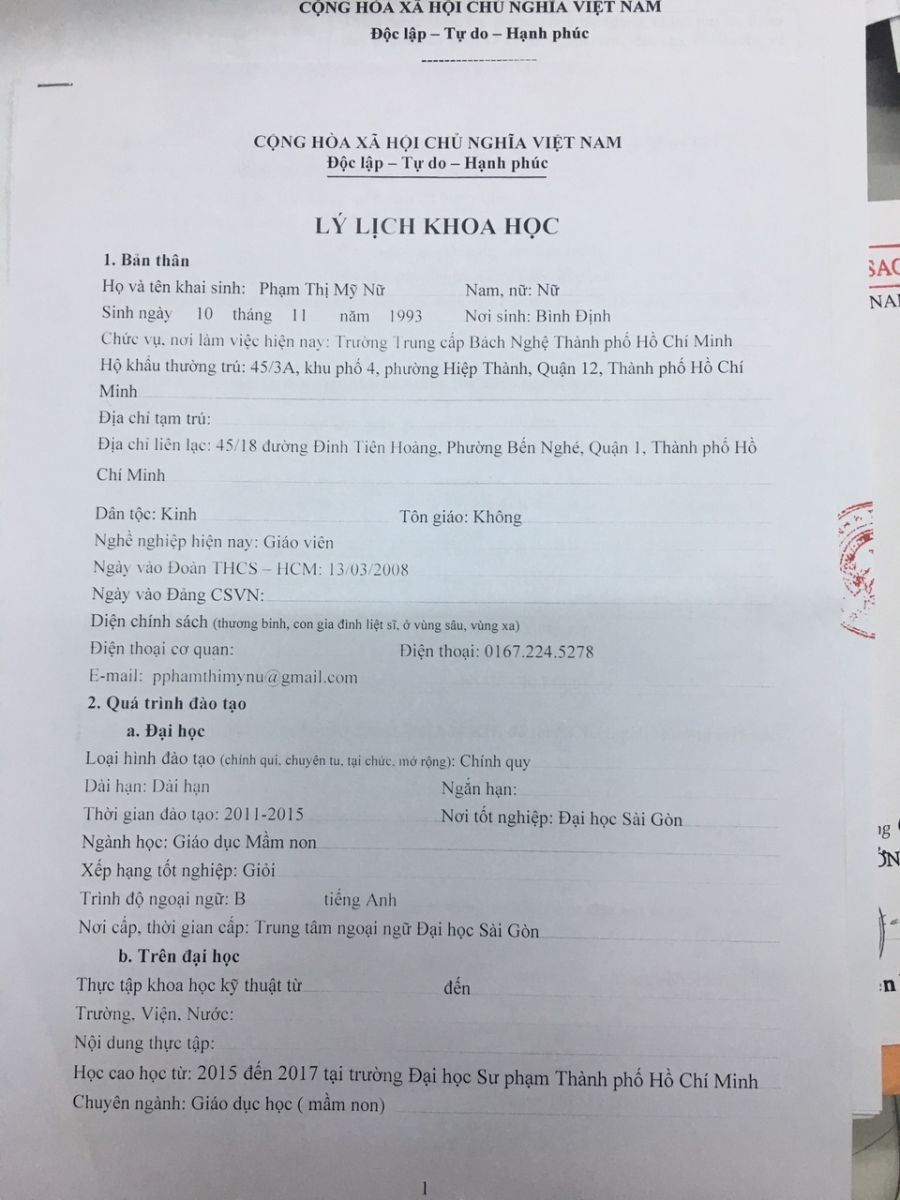 CỘNG HÒA XÃ HỘI CHỦ NGHĨA VIỆT NAM
Độc lập – Tự do – Hạnh phúc
--------------------
CỘNG HÒA XÃ HỘI CHỦ NGHĨA VIỆT NAM
Độc lập – Tự do – Hạnh phúc
LÝ LỊCH KHOA HỌC
1. Bản thân
Họ và tên khai sinh: Phạm Thị Mỹ Nữ Nam, nữ: Nữ
Sinh ngày 10 tháng 11 năm 1993 Nơi sinh: Bình Định
Chức vụ, nơi làm việc hiện nay: Trường Trung cấp Bách Nghệ Thành phố Hồ Chí Minh
Hộ khẩu thường trú: 45/3A, khu phố 4, phường Hiệp Thành, Quận 12, Thành phố Hồ Chí
Minh
Địa chỉ tạm trú:
Địa chỉ liên lạc: 45/18 đường Đinh Tiên Hoàng, Phường Bến Nghé, Quận 1, Thành phố Hồ
Chí Minh
Dân tộc: Kinh Tôn giáo: Không
Nghề nghiệp hiện nay: Giáo viên
Ngày vào Đoàn THCS – HCM: 13/03/2008
Ngày vào Đảng CSVN:
Diện chính sách (thương binh, con gia đình liệt sĩ, ở vùng sâu, vùng xa)
Điện thoại cơ quan: Điện thoại: 0167.224.5278
E-mail: pphamthimynu@gmail.com
2. Quá trình đào tạo
a. Đại học
Loại hình đào tạo (chính qui, chuyên tu, tại chức, mở rộng): Chính quy
Dài hạn: Dài hạn Ngắn hạn:
Thời gian đào tạo: 2011-2015 Nơi tốt nghiệp: Đại học Sài Gòn
Ngành học: Giáo dục Mầm non
Xếp hạng tốt nghiệp: Giỏi
Trình độ ngoại ngữ: B tiếng Anh
Nơi cấp, thời gian cấp: Trung tâm ngoại ngữ Đại học Sài Gòn
b. Trên đại học
Thực tập khoa học kỹ thuật từ đến
Trường, Viện, Nước:
Nội dung thực tập:
Học cao học từ: 2015 đến 2017 tại trường Đại học Sư phạm Thành phố Hồ Chí Minh
Chuyên ngành: Giáo dục học ( mầm non)
1